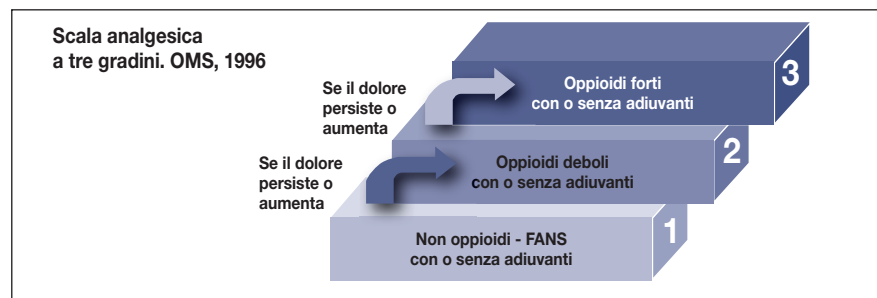 Scala analgesica
a tre gradini. OMS, 1996
Se il dolore
persiste o
aumenta
Oppioidi forti
con o senza adiuvanti
3
Se il dolore
persiste o
aumenta
Oppioidi deboli
con o senza adiuvanti
2
Non oppioidi - FANS
con o senza adiuvanti
1